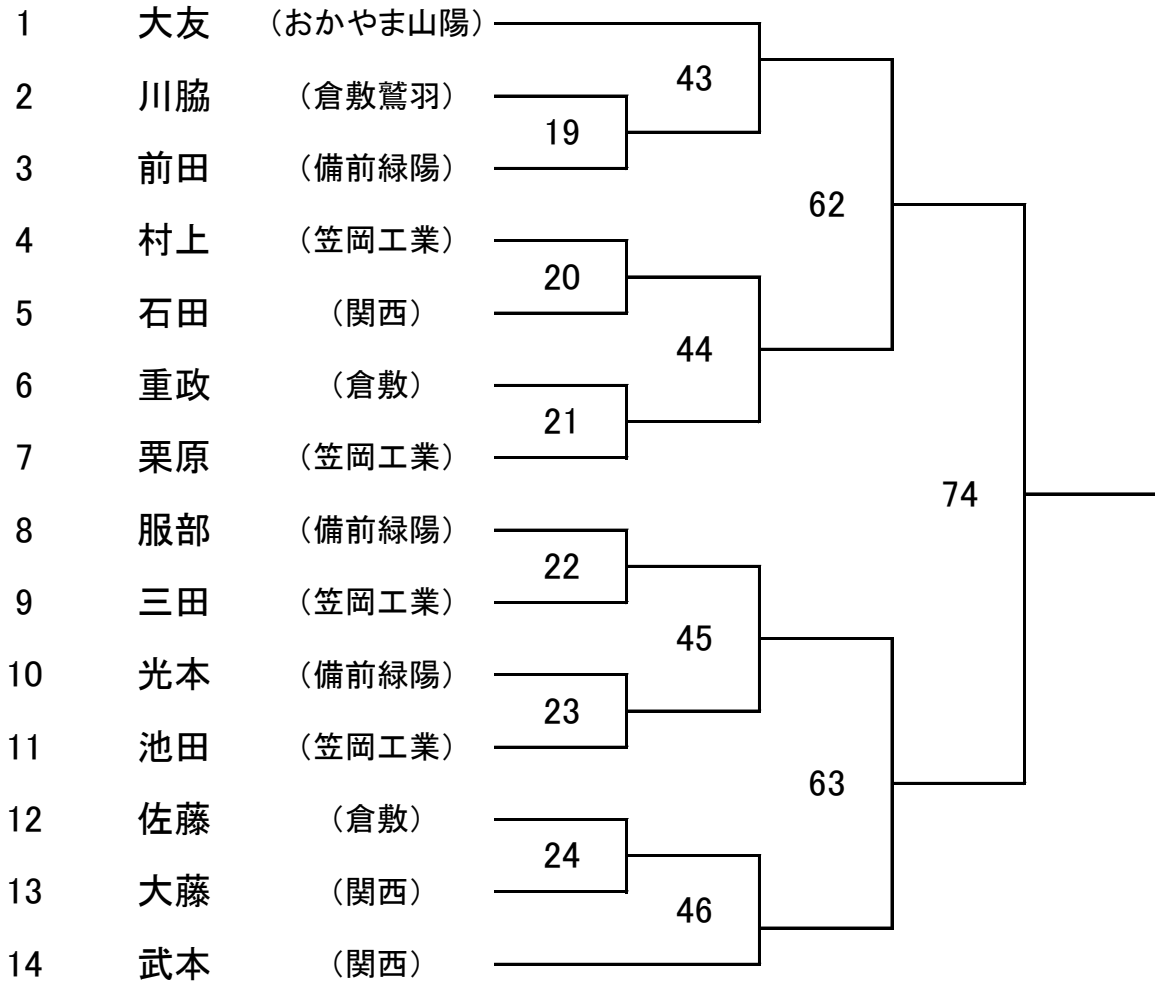 1 大友 （おかやま山陽）
43
2 川脇 （倉敷鷲羽）
19
3 前田 （備前緑陽）
62
4 村上 （笠岡工業）
20
5 石田 （関西）
44
6 重政 （倉敷）
21
7 栗原 （笠岡工業）
74
8 服部 （備前緑陽）
22
9 三田 （笠岡工業）
45
10 光本 （備前緑陽）
23
11 池田 （笠岡工業）
63
12 佐藤 （倉敷）
24
13 大藤 （関西）
46
14 武本 （関西）